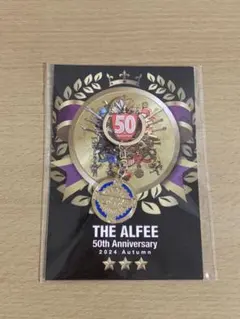 50
THE ALFEE
50th Anniversary
2024 Autumn